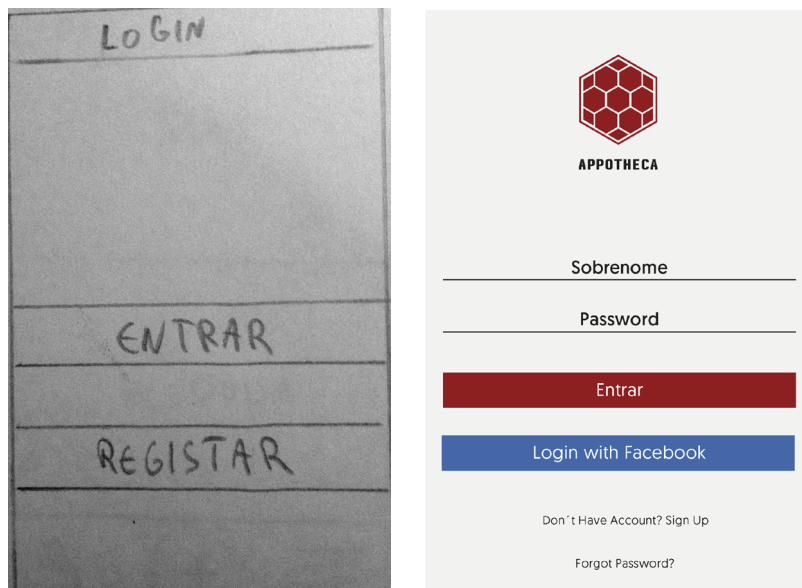 LOGIN
ENTRAR
REGISTAR
APPOTHECA
Sobrenome
Password
Entrar
Login with Facebook
Don´t Have Account? Sign Up
Forgot Password?